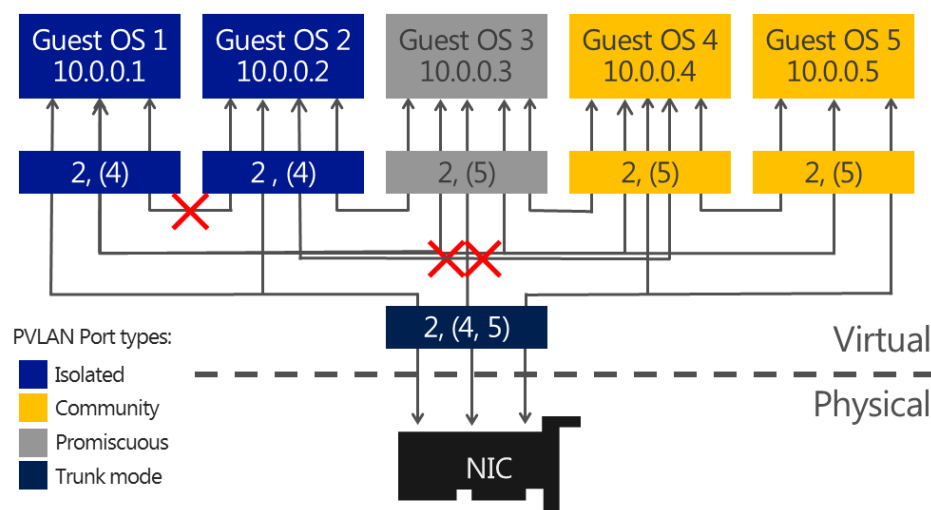 Guest OS 1
10.0.0.1
Guest OS 2
10.0.0.2
Guest OS 3
10.0.0.3
Guest OS 4
10.0.0.4
Guest OS 5
10.0.0.5
2, (4)
2 , (4)
2, (5)
2, (5)
2, (5)
2, (4, 5)
PVLAN Port types:
Isolated
Community
Promiscuous
Trunk mode
Virtual
Physical
NIC